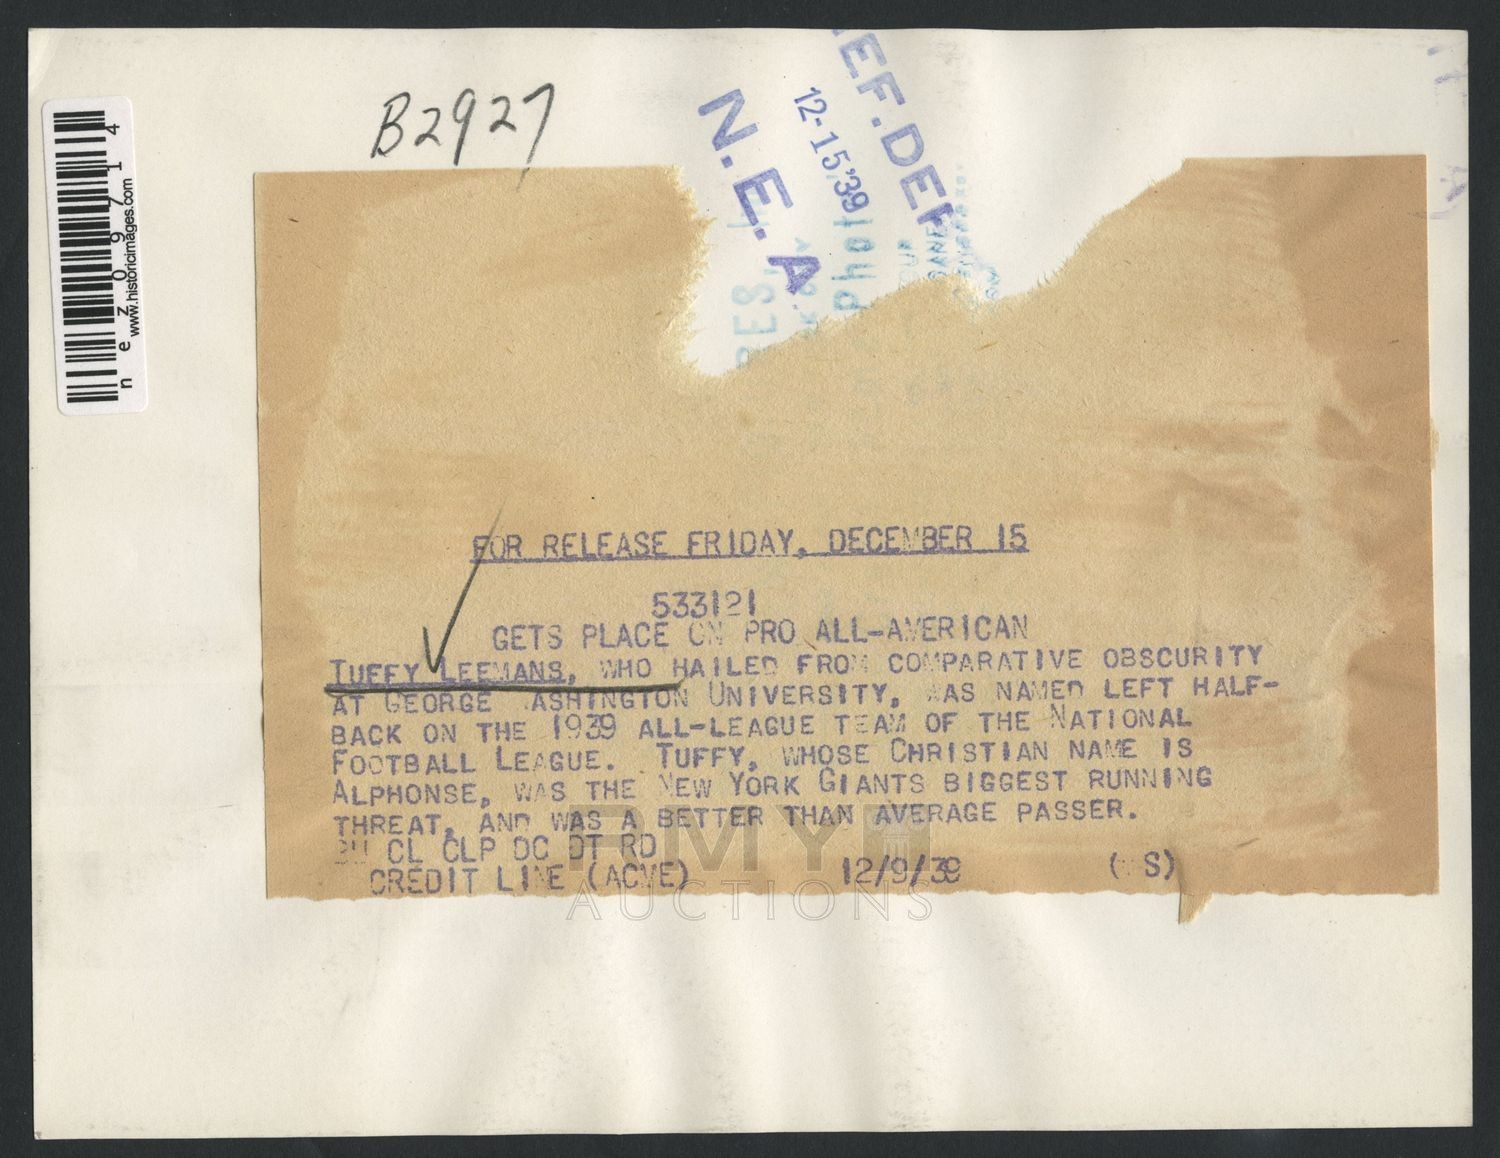 B2927
N.E.A
EF.DEP
12-15'39
nez09714
www.historicimages.com
FOR RELEASE FRIDAY, DECEMBER 15
533121
GETS PLACE ON PRO ALL-AMERICAN
TUFFY LEEMANS, WHO HAILED FROM COMPARATIVE OBSCURITY
AT GEORGE WASHINGTON UNIVERSITY, WAS NAMED LEFT HALF-
BACK ON THE 1939 ALL-LEAGUE TEAM OF THE NATIONAL
FOOTBALL LEAGUE. TUFFY, WHOSE CHRISTIAN NAME IS
ALPHONSE, WAS THE NEW YORK GIANTS BIGGEST RUNNING
THREAT, AND WAS A BETTER THAN AVERAGE PASSER.
BU CL CLP DC DT RD
CREDIT LINE (ACME) 12/9/39 ( S)
RMY AUCTIONS